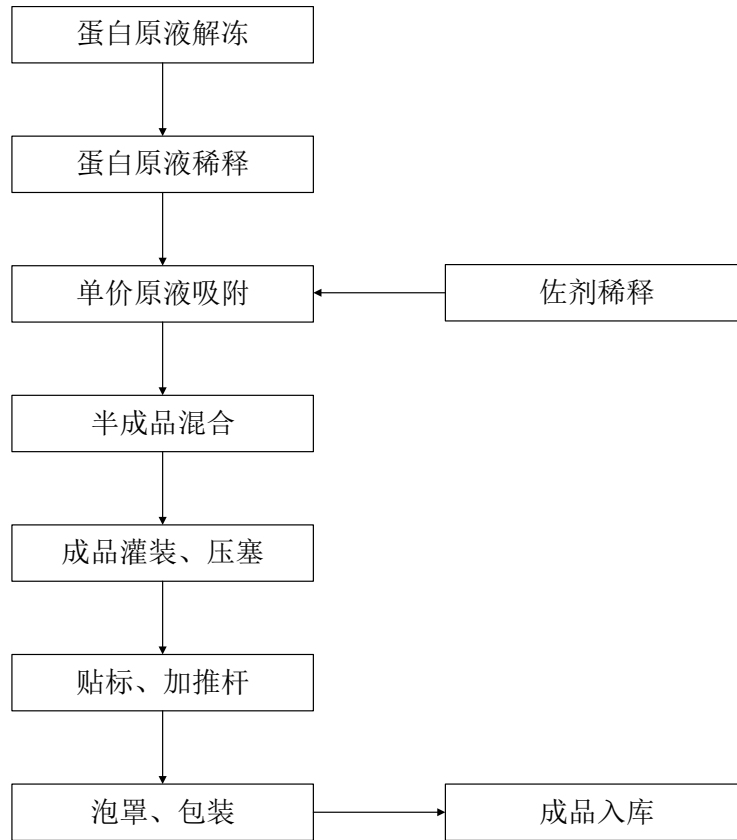 蛋白原液解冻
蛋白原液稀释
单价原液吸附
佐剂稀释
半成品混合
成品灌装、压塞
贴标、加推杆
泡罩、包装
成品入库